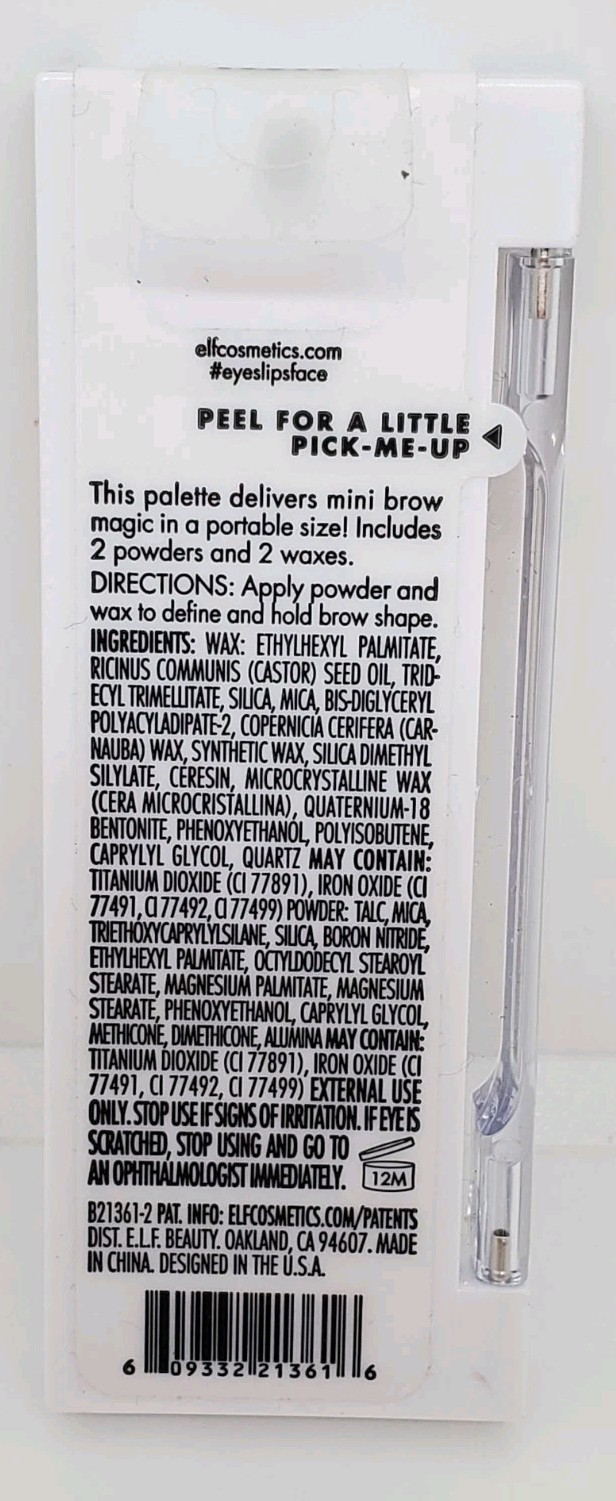 elfcosmetics.com
#eyeslipsface
PEEL FOR A LITTLE
PICK-ME-UP
This palette delivers mini brow
magic in a portable size! Includes
2 powders and 2 waxes.
DIRECTIONS: Apply powder and
wax to define and hold brow shape.
INGREDIENTS: WAX: ETHYLHEXYL PALMITATE,
RICINUS COMMUNIS (CASTOR) SEED OIL, TRID-
ECYL TRIMELLITATE, SILICA, MICA, BIS-DIGLYCERYL
POLYACYLADIPATE-2, COPERNICIA CERIFERA (CAR-
NAUBA) WAX, SYNTHETIC WAX, SILICA DIMETHYL
SILYLATE, CERESIN, MICROCRYSTALLINE WAX
(CERA MICROCRISTALLINA), QUATERNIUM-18
BENTONITE, PHENOXYETHANOL, POLYISOBUTENE,
CAPRYLYL GLYCOL, QUARTZ MAY CONTAIN:
TITANIUM DIOXIDE (CI 77891), IRON OXIDE (CI
77491, CI 77492, CI 77499) POWDER: TALC, MICA,
TRIETHOXYCAPRYLYLSILANE, SILICA, BORON NITRIDE,
ETHYLHEXYL PALMITATE, OCTYLDODECYL STEAROYL
STEARATE, MAGNESIUM PALMITATE, MAGNESIUM
STEARATE, PHENOXYETHANOL, CAPRYLYL GLYCOL,
METHICONE, DIMETHICONE, ALUMINA MAY CONTAIN:
TITANIUM DIOXIDE (CI 77891), IRON OXIDE (CI
77491, CI 77492, CI 77499) EXTERNAL USE
ONLY. STOP USE IF SIGNS OF IRRITATION. IF EYE IS
SCRATCHED, STOP USING AND GO TO
AN OPHTHALMOLOGIST IMMEDIATELY.
12M
B21361-2 PAT. INFO: ELFCOSMETICS.COM/PATENTS
DIST. E.L.F. BEAUTY. OAKLAND, CA 94607. MADE
IN CHINA. DESIGNED IN THE U.S.A.
6 09332 21361 6